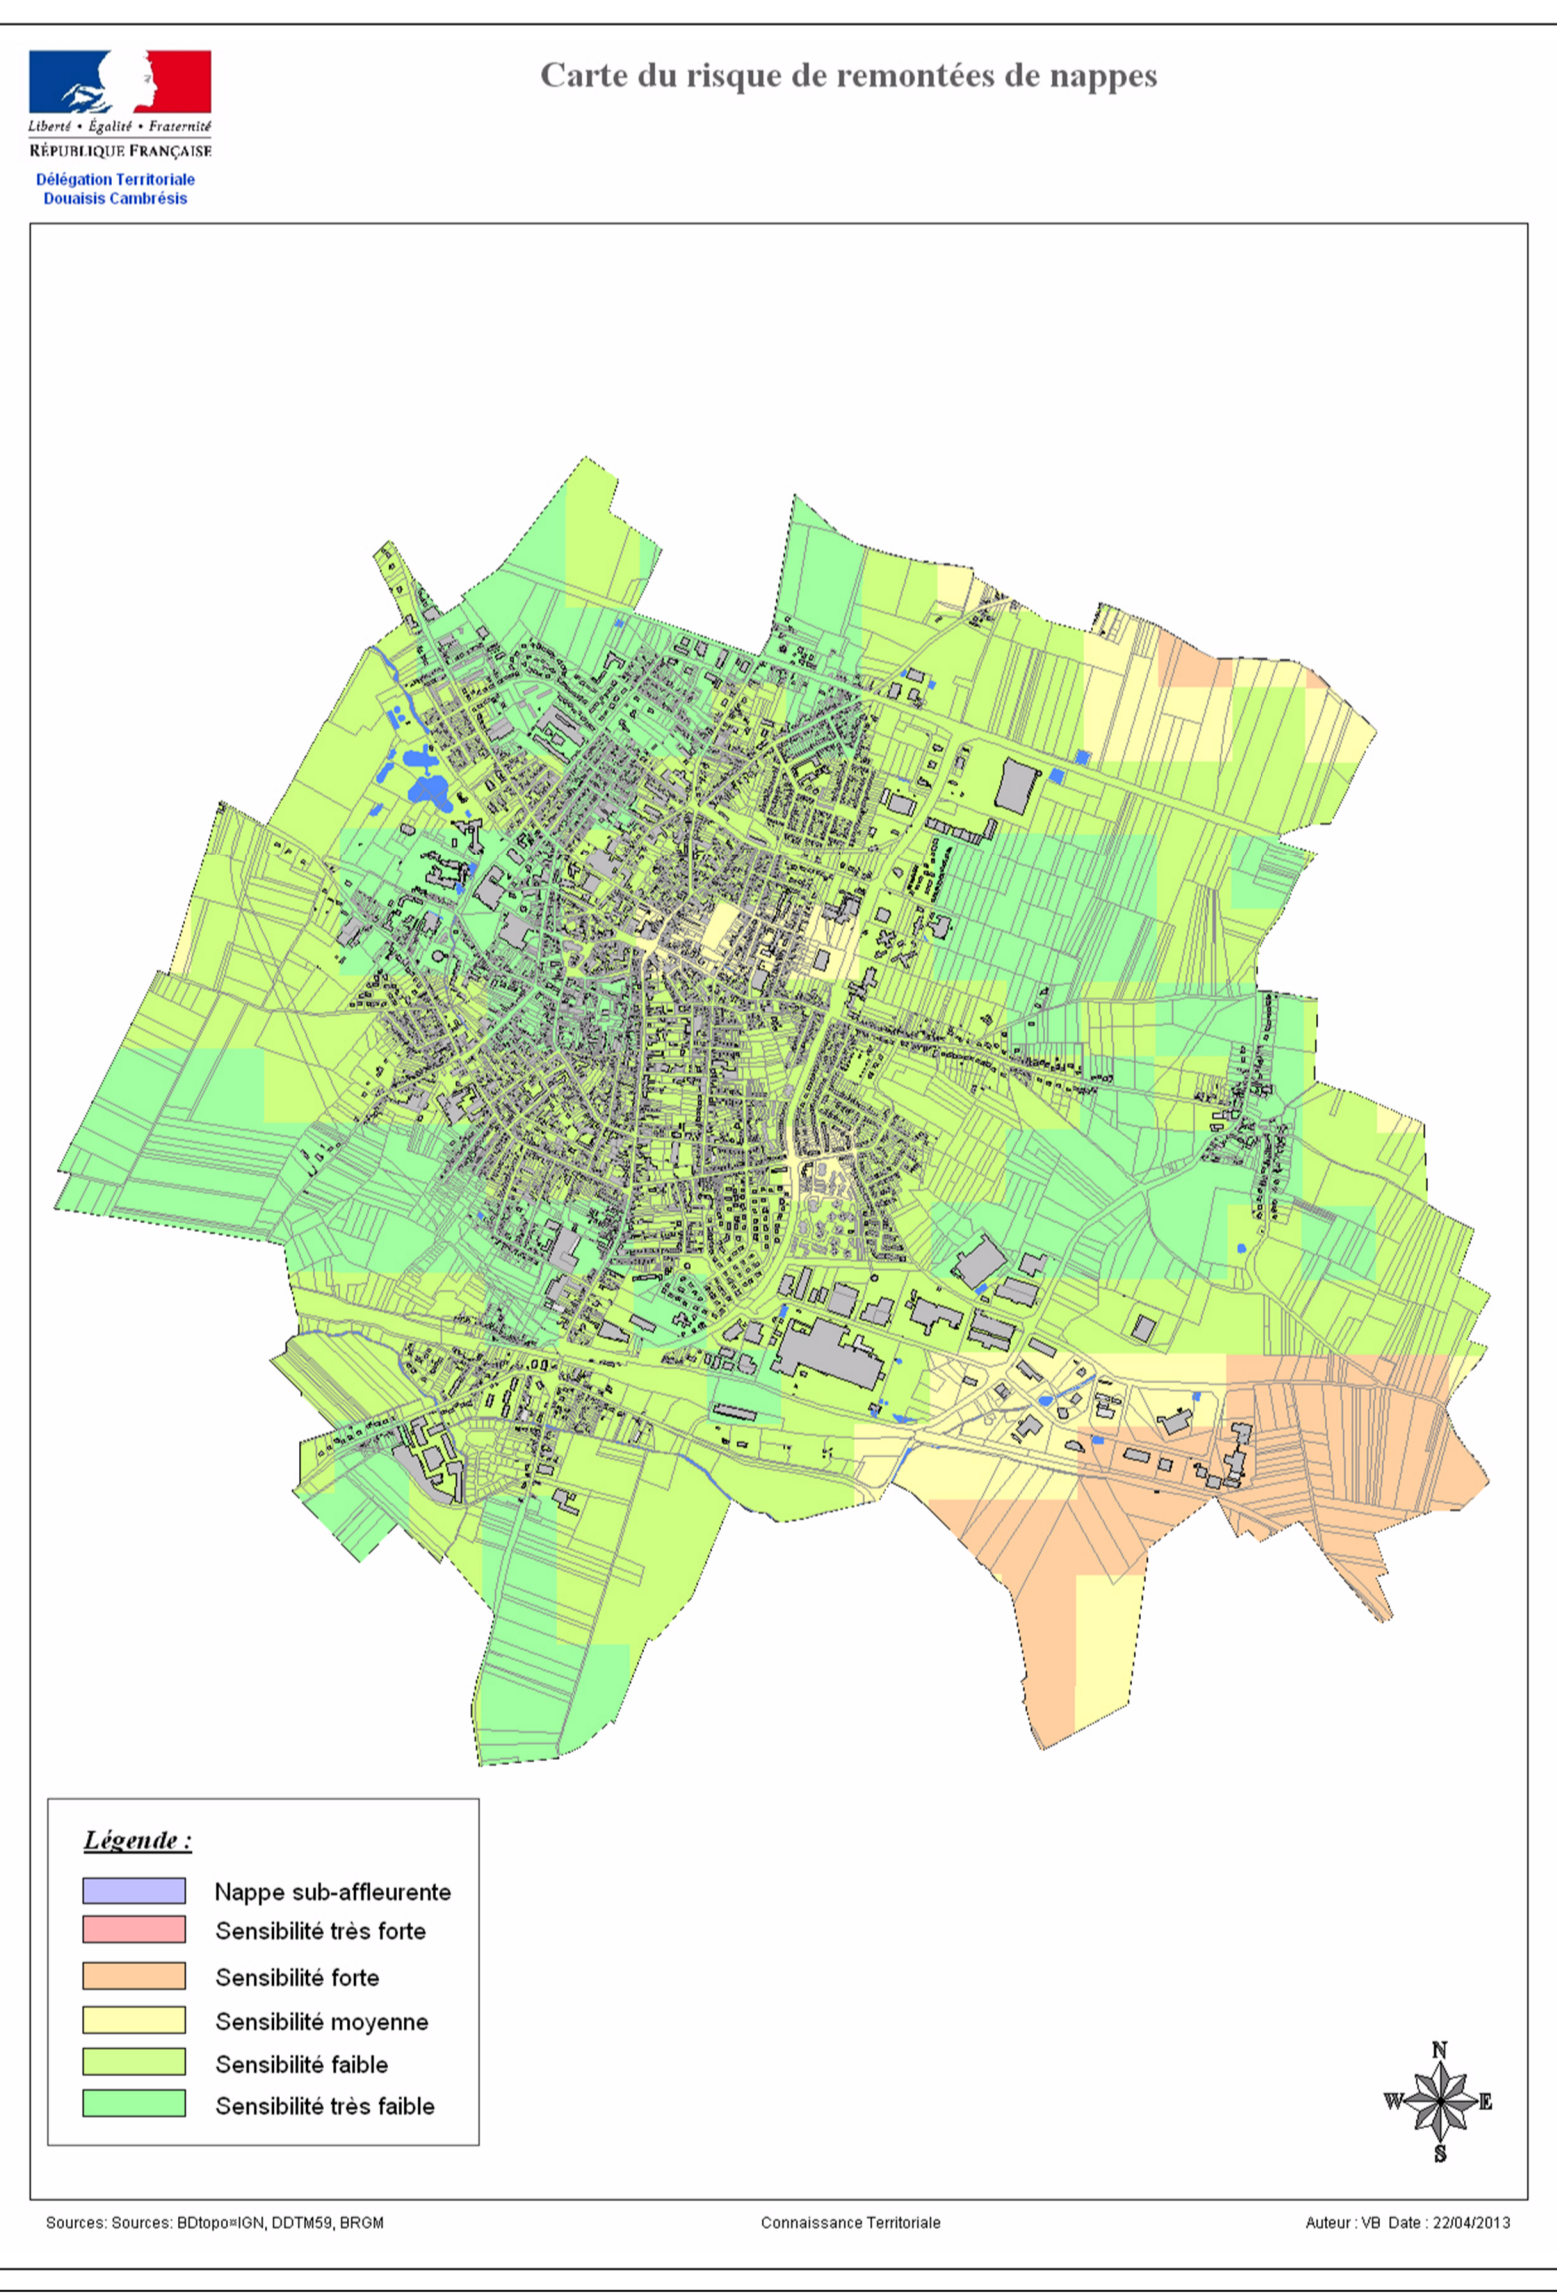 Carte du risque de remontées de nappes
Liberté • Égalité • Fraternité
RÉPUBLIQUE FRANÇAISE
Délégation Territoriale
Douaisis Cambrésis
Légende :
Nappe sub-affleurente
Sensibilité très forte
Sensibilité forte
Sensibilité moyenne
Sensibilité faible
Sensibilité très faible
N
W E
S
Sources: Sources: BDtopo¤IGN, DDTM59, BRGM
Connaissance Territoriale
Auteur : VB Date : 22/04/2013